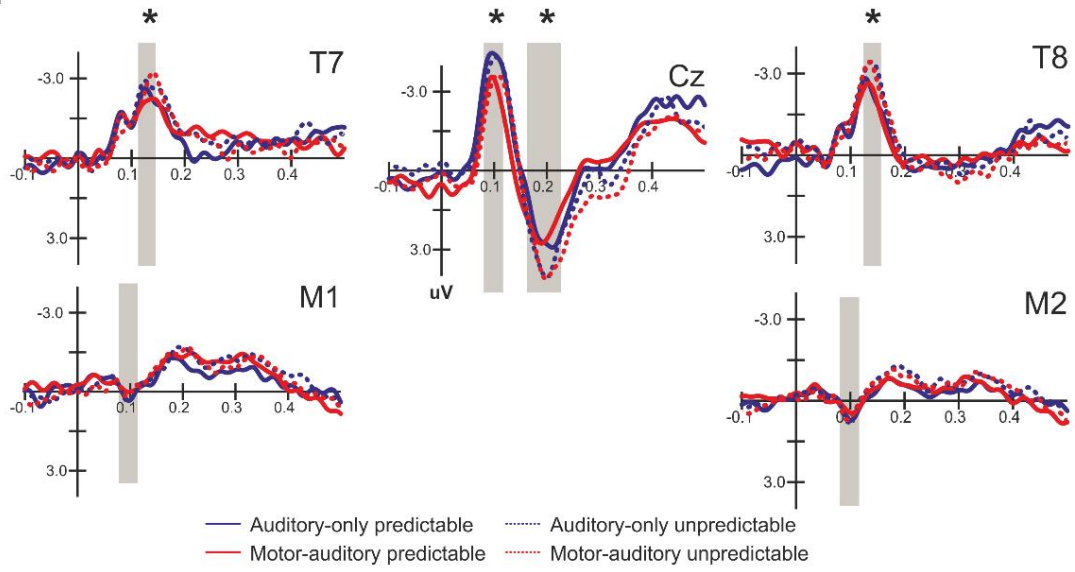 * * * *
T7
-3.0
-0.1 0.1 0.2 0.3 0.4
3.0
Cz
-3.0
-0.1 0.1 0.2 0.4
3.0
uV
T8
-3.0
-0.1 0.1 0.2 0.3 0.4
3.0
M1
-3.0
-0.1 0.1 0.2 0.3 0.4
3.0
M2
-3.0
-0.1 0.1 0.2 0.3 0.4
3.0
Auditory-only predictable Auditory-only unpredictable
Motor-auditory predictable Motor-auditory unpredictable